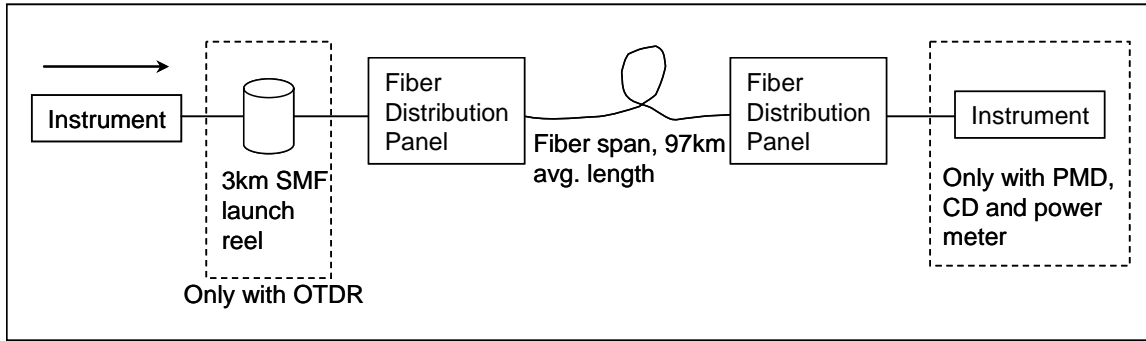 Instrument
3km SMF
launch
reel
Only with OTDR
Fiber
Distribution
Panel
Fiber span, 97km
avg. length
Fiber
Distribution
Panel
Instrument
Only with PMD,
CD and power
meter